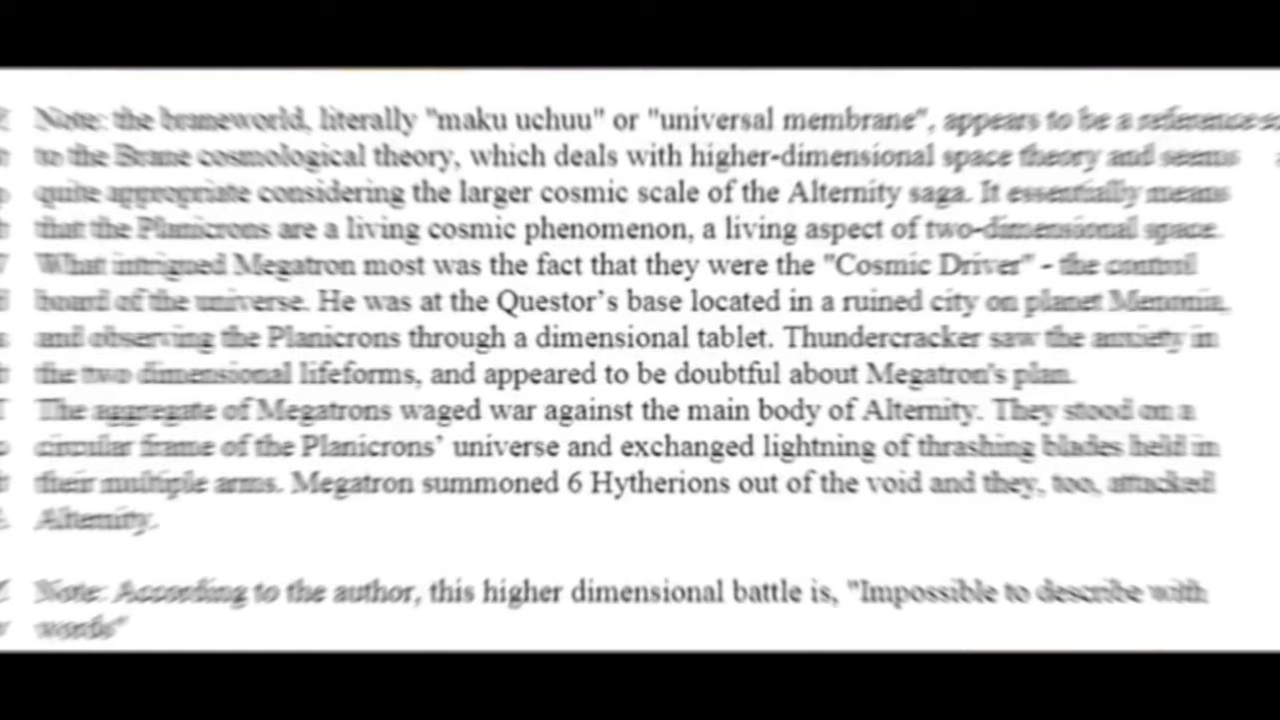 Note: the braneworld, literally "maku uchuu" or "universal membrane", appears to be a reference
to the Brane cosmological theory, which deals with higher-dimensional space theory and seems
quite appropriate considering the larger cosmic scale of the Alternity saga. It essentially means
that the Planicrons are a living cosmic phenomenon, a living aspect of two-dimensional space.
What intrigued Megatron most was the fact that they were the "Cosmic Driver" - the control
board of the universe. He was at the Questor’s base located in a ruined city on planet
and observing the Planicrons through a dimensional tablet. Thundercracker saw the anxiety in
the two dimensional lifeforms, and appeared to be doubtful about Megatron's plan.
The aggregate of Megatrons waged war against the main body of Alternity. They stood on a
circular frame of the Planicrons’ universe and exchanged lightning of thrashing blades held in
their multiple arms. Megatron summoned 6 Hytherions out of the void and they, too, attacked
Alternity.
Note: According to the author, this higher dimensional battle is, "Impossible to describe with
words"